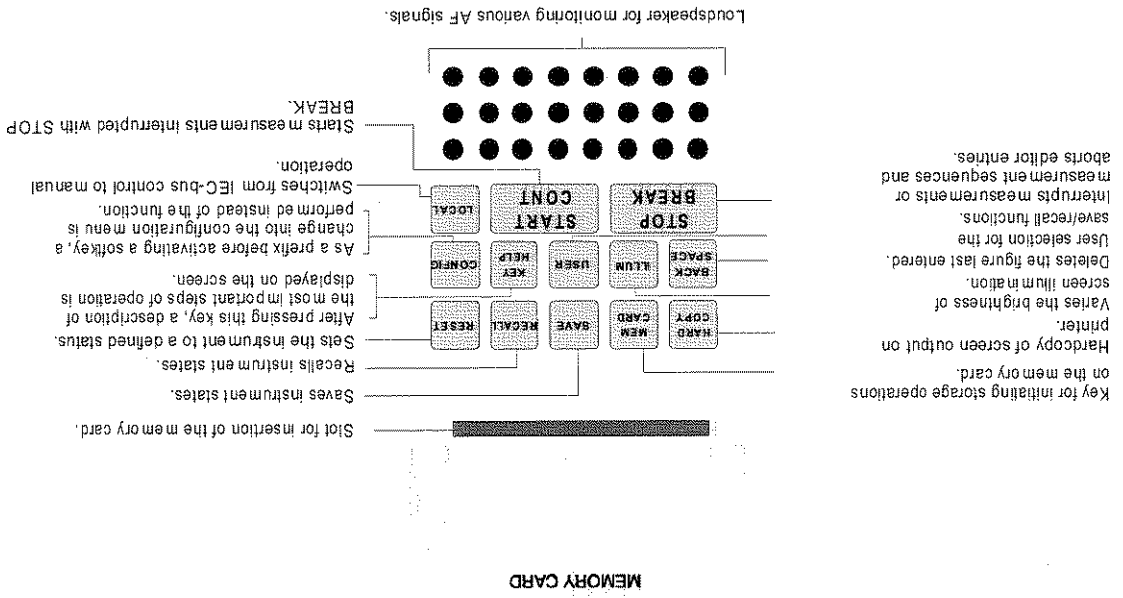 MEMORY CARD
Slot for insertion of the memory card.
Saves instrument states.
Recalls instrument states.
Sets the instrument to a defined status.
After pressing this key, a description of
the most important steps of operation is
displayed on the screen.
As a prefix before activating a softkey, a
change into the configuration menu is
performed instead of the function.
Switches from IEC-bus control to manual
operation.
Starts measurements interrupted with STOP
BREAK.
RESET
RECALL
SAVE
MEM
CARD
HARD
COPY
CONFIG
KEY
HELP
USER
ILLUM
BACK
SPACE
LOCAL
START
CONT
STOP
BREAK
Key for initiating storage operations
on the memory card.
Hardcopy of screen output on
printer.
Varies the brightness of
screen illumination.
Deletes the figure last entered.
User selection for the
save/recall functions.
Interrupts measurements or
measurement sequences and
aborts editor entries.
Loudspeaker for monitoring various AF signals.